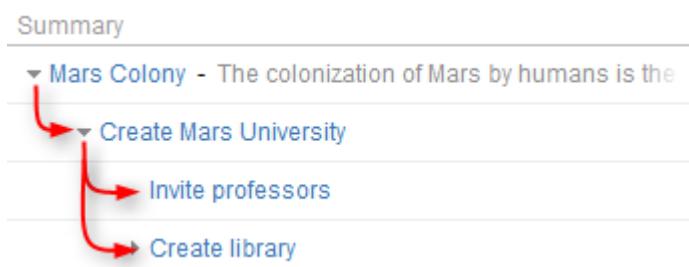 Summary
Mars Colony - The colonization of Mars by humans is the
Create Mars University
Invite professors
Create library